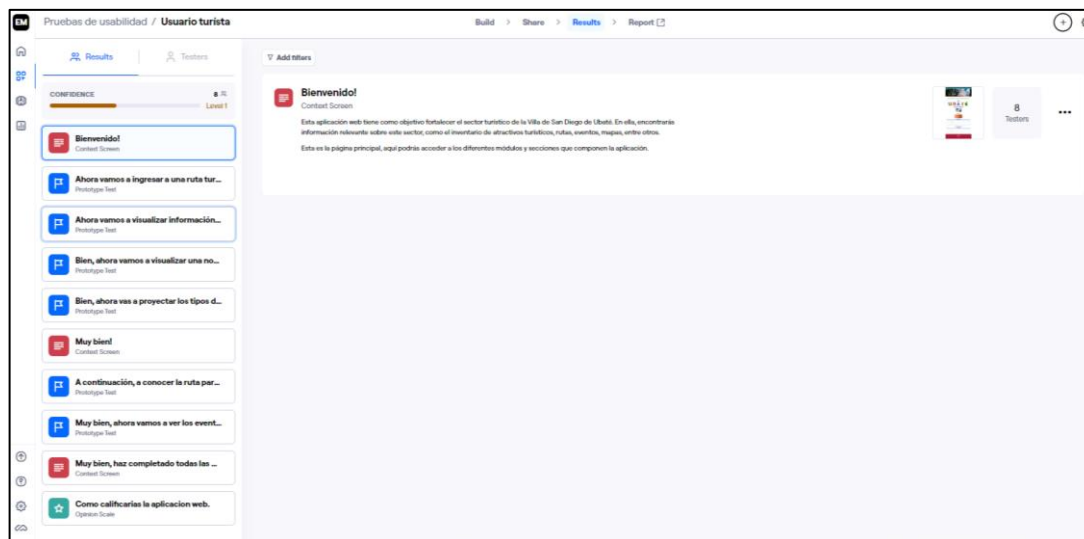 EM
Pruebas de usabilidad / Usuario turísta
Build > Share > Results > Report
Results
Testers
CONFIDENCE
8
Level 1
Bienvenido!
Context Screen
Ahora vamos a ingresar a una ruta tur...
Prototype Test
Ahora vamos a visualizar información...
Prototype Test
Bien, ahora vamos a visualizar una no...
Prototype Test
Bien, ahora vas a proyectar los tipos d...
Prototype Test
Muy bien!
Context Screen
A continuación, a conocer la ruta par...
Prototype Test
Muy bien, ahora vamos a ver los event...
Prototype Test
Muy bien, haz completado todas las ...
Context Screen
Como calificarías la aplicacion web.
Opinion Scale
Add filters
Bienvenido!
Context Screen
Esta aplicación web tiene como objetivo fortalecer el sector turístico de la Villa de San Diego de Ubaté. En ella, encontrarás
información relevante sobre este sector, como el inventario de atractivos turísticos, rutas, eventos, mapas, entre otros.
Esta es la página principal, aquí podrás acceder a los diferentes módulos y secciones que componen la aplicación.
8
Testers